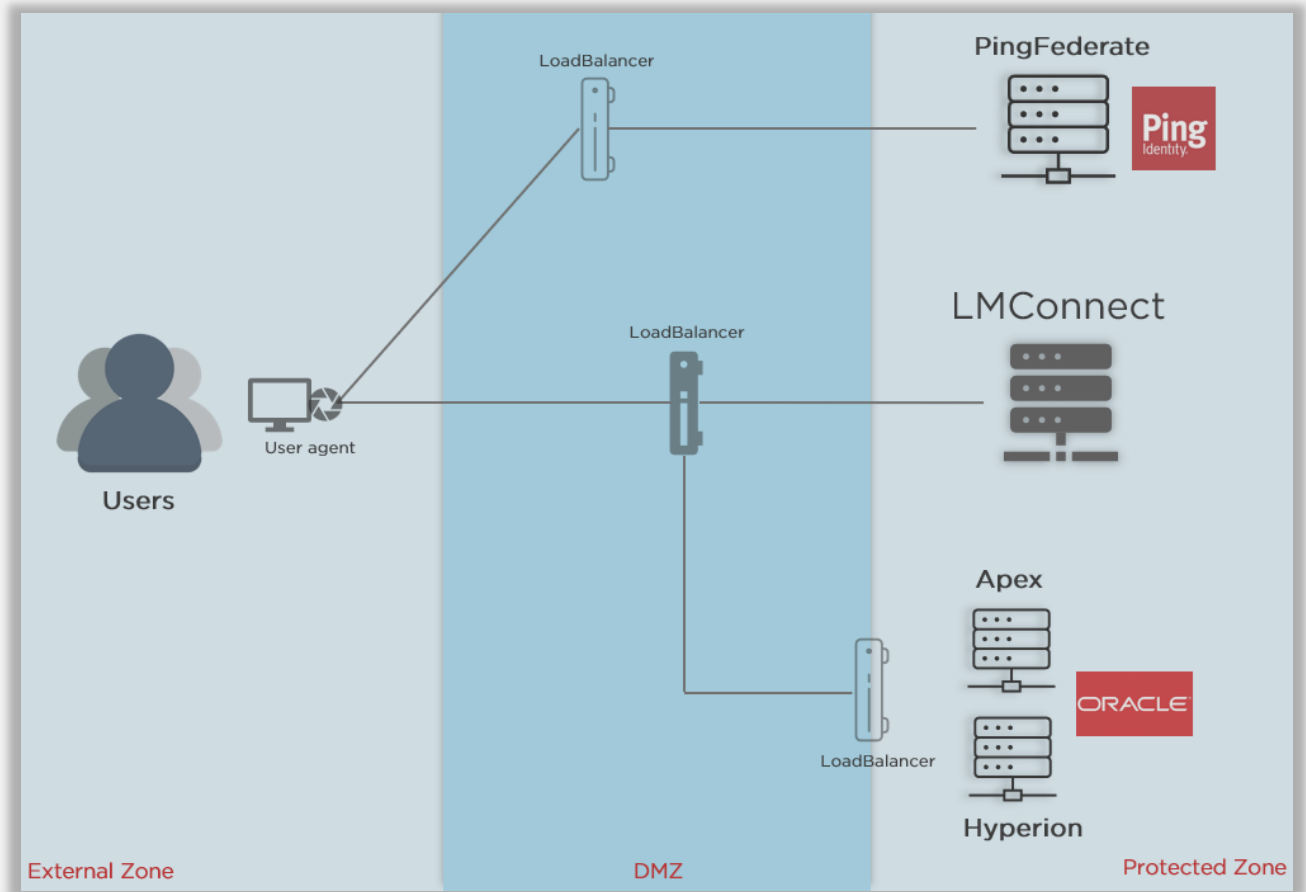 PingFederate
LoadBalancer
Ping
Identity.
LMConnect
LoadBalancer
User agent
Users
Apex
ORACLE
LoadBalancer
Hyperion
External Zone
DMZ
Protected Zone